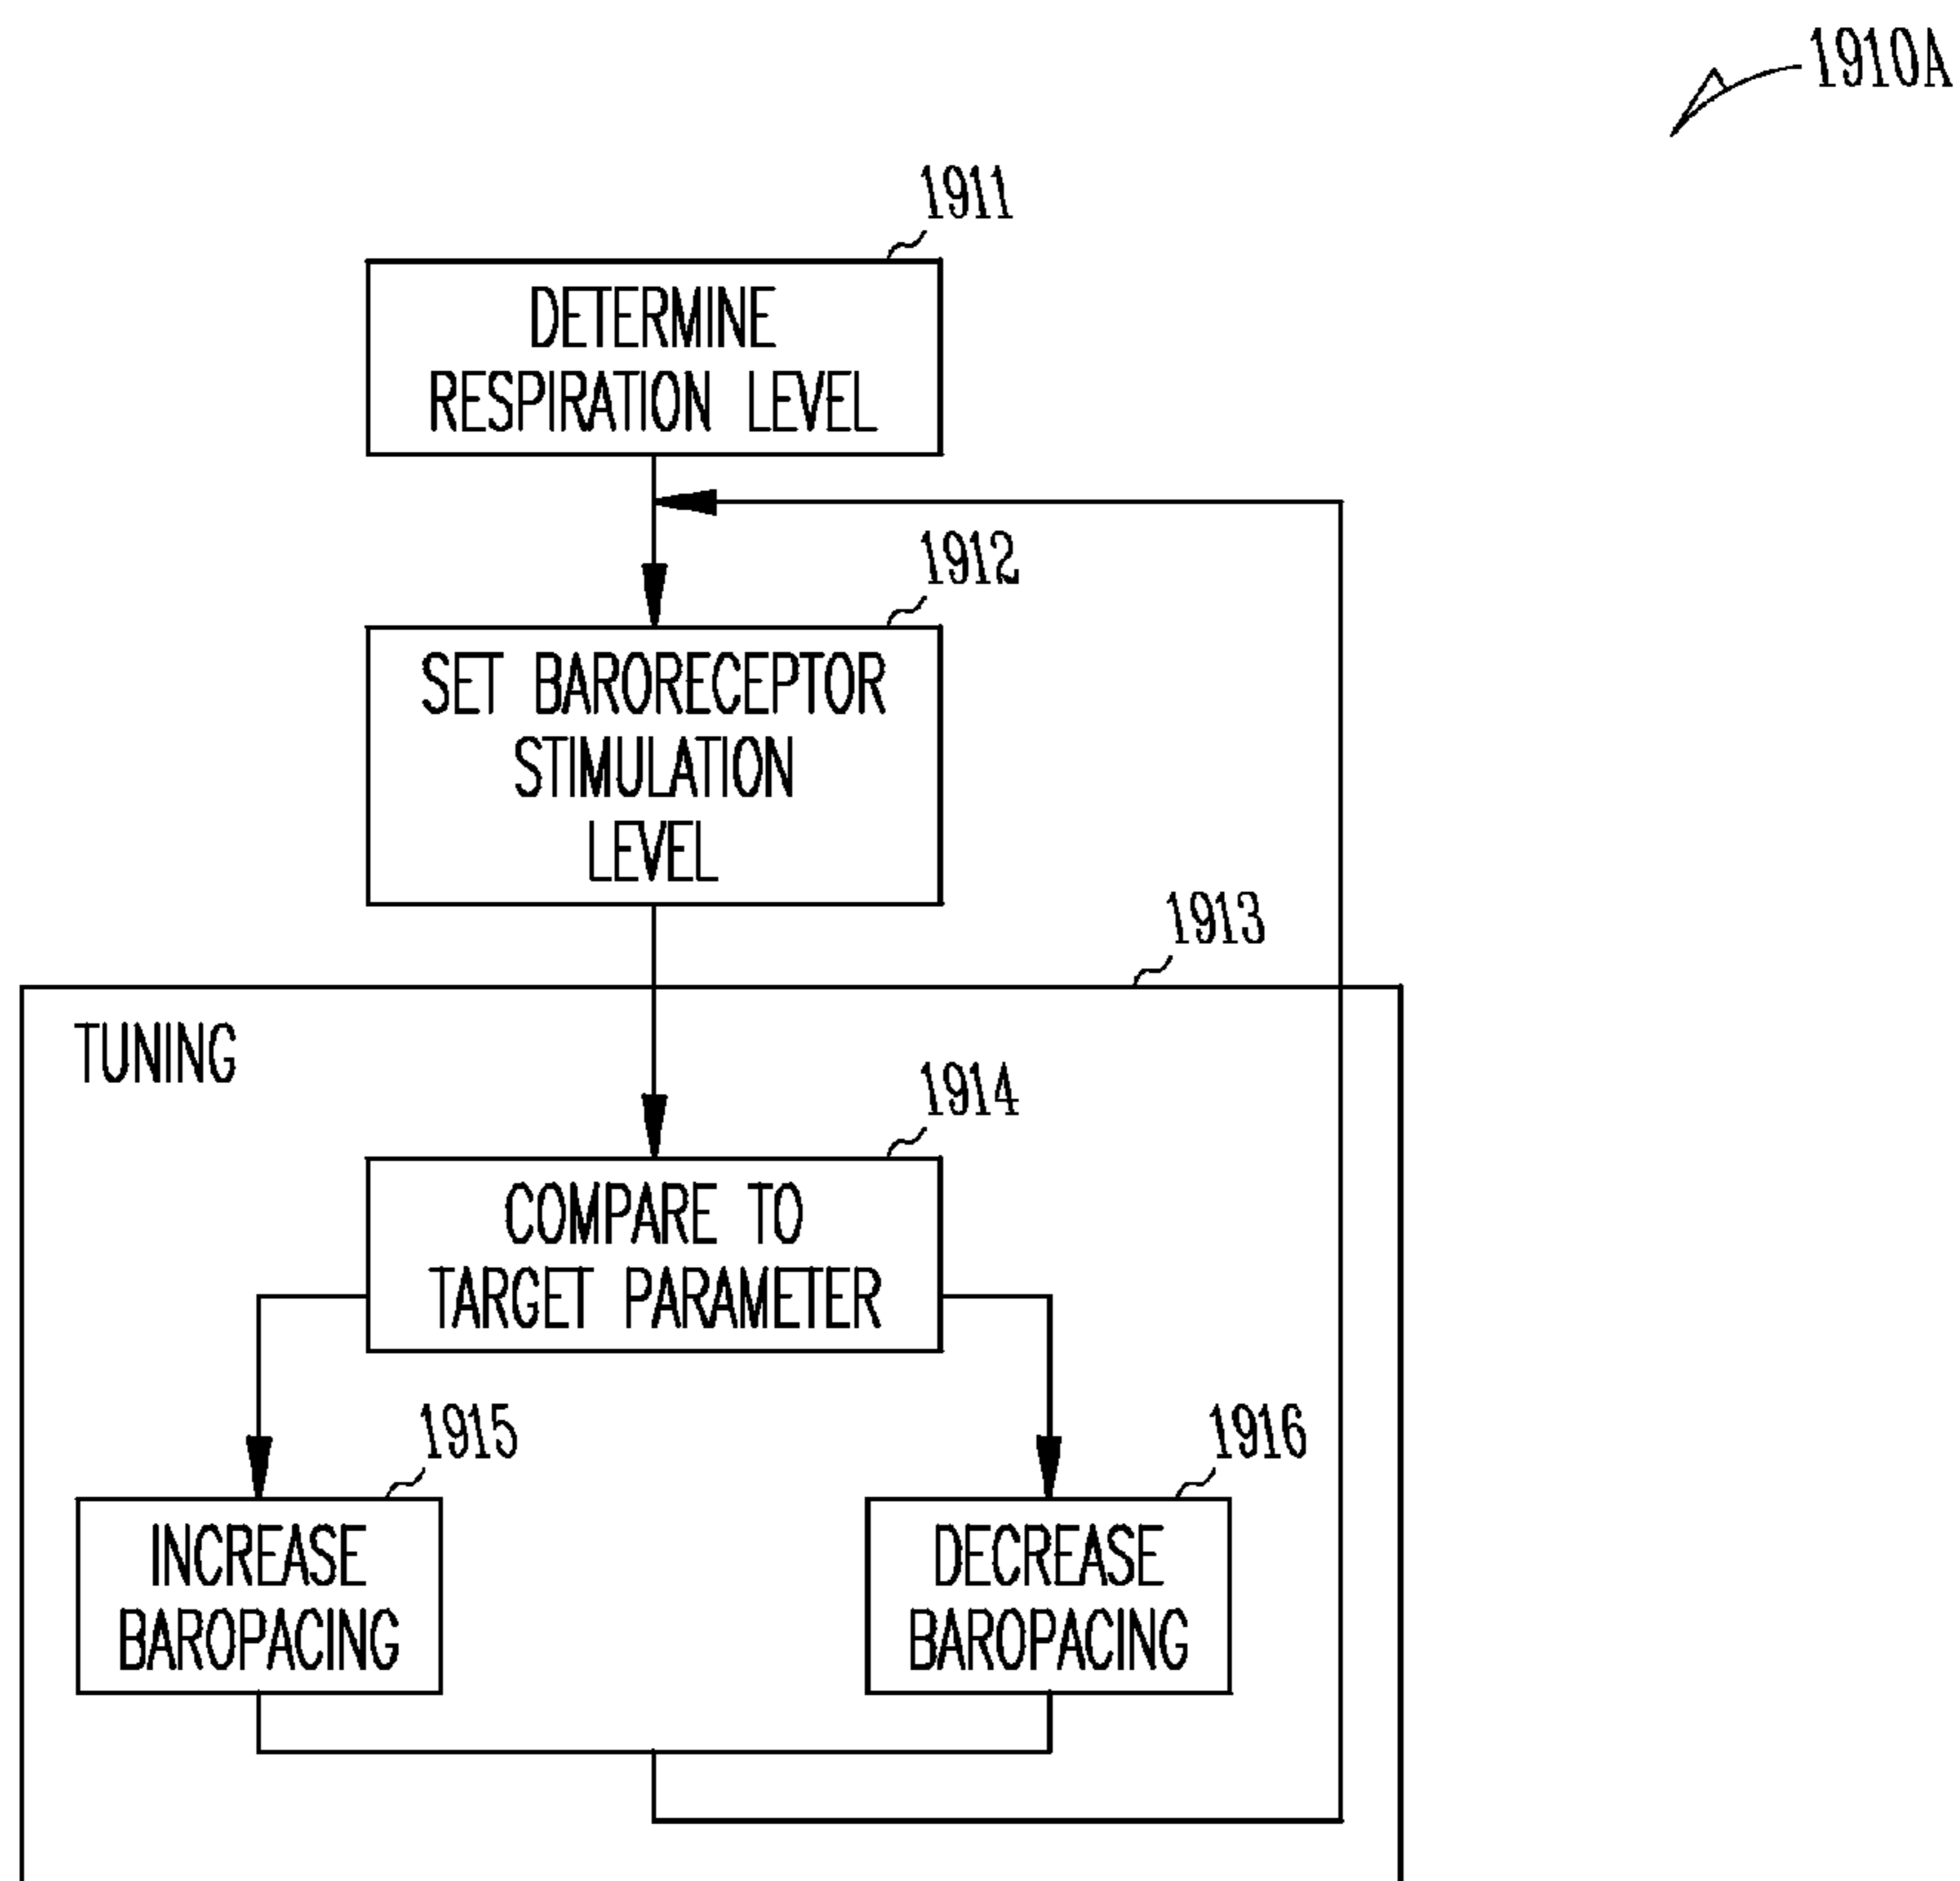 1910A
1911
DETERMINE
RESPIRATION LEVEL
1912
SET BARORECEPTOR
STIMULATION
LEVEL
1913
TUNING
1914
COMPARE TO
TARGET PARAMETER
1915
INCREASE
BAROPACING
1916
DECREASE
BAROPACING